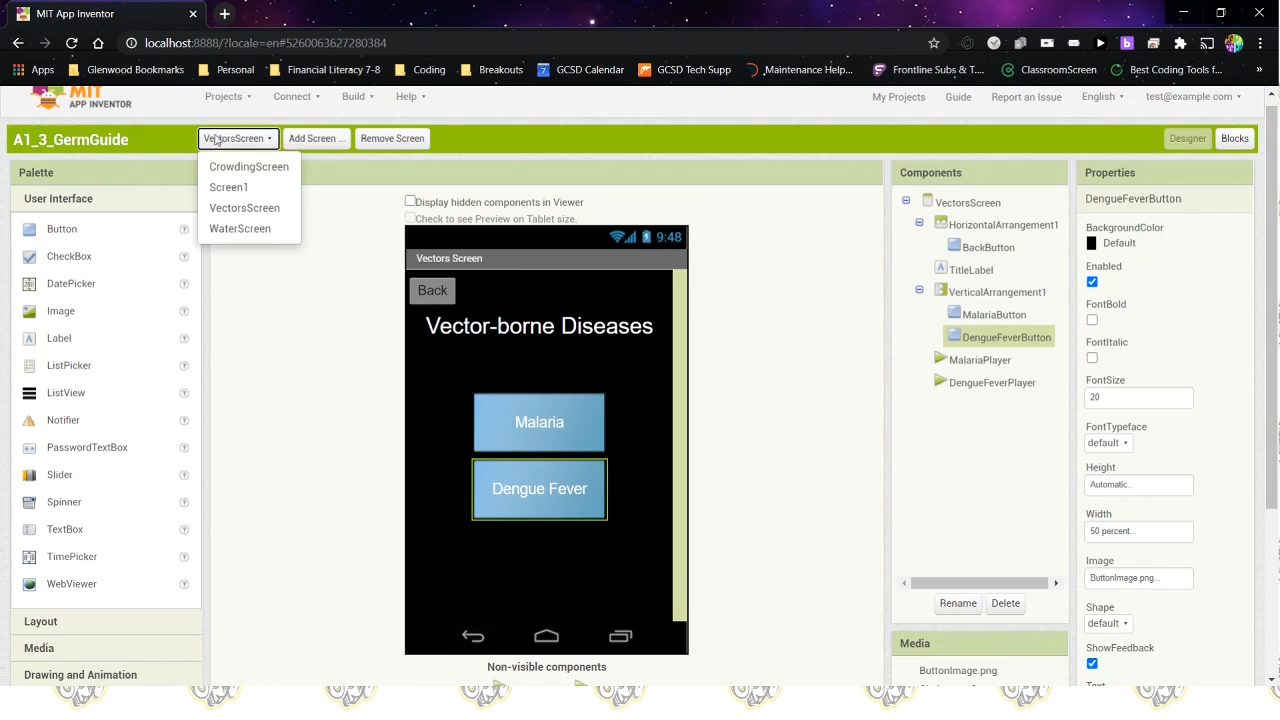 MIT App Inventor
localhost:8888/?locale=en#5260063627280384
Apps
Glenwood Bookmarks
Personal
Financial Literacy 7-8
Coding
Breakouts
7
GCSD Calendar
GCSD Tech Supp
,Maintenance Help...
Frontline Subs & T...
ClassroomScreen
Best Coding Tools f...
MIT
APP INVENTOR
Projects
Connect
Build
Help
My Projects
Guide
Report an Issue
English
test@example.com
A1_3_GermGuide
VectorsScreen
Add Screen ...
Remove Screen
Designer
Blocks
CrowdingScreen
Screen1
VectorsScreen
WaterScreen
Palette
User Interface
Button
CheckBox
DatePicker
Image
Label
ListPicker
ListView
Notifier
PasswordTextBox
Slider
Spinner
TextBox
TimePicker
WebViewer
Layout
Media
Drawing and Animation
Display hidden components in Viewer
Check to see Preview on Tablet size.
9:48
Vectors Screen
Back
Vector-borne Diseases
Malaria
Dengue Fever
Non-visible components
Components
VectorsScreen
HorizontalArrangement1
BackButton
TitleLabel
VerticalArrangement1
MalariaButton
DengueFeverButton
MalariaPlayer
DengueFeverPlayer
Rename
Delete
Media
ButtonImage.png
Properties
DengueFeverButton
BackgroundColor
Default
Enabled
FontBold
FontItalic
FontSize
20
FontTypeface
default
Height
Automatic...
Width
50 percent...
Image
ButtonImage.png...
Shape
default
ShowFeedback
Text